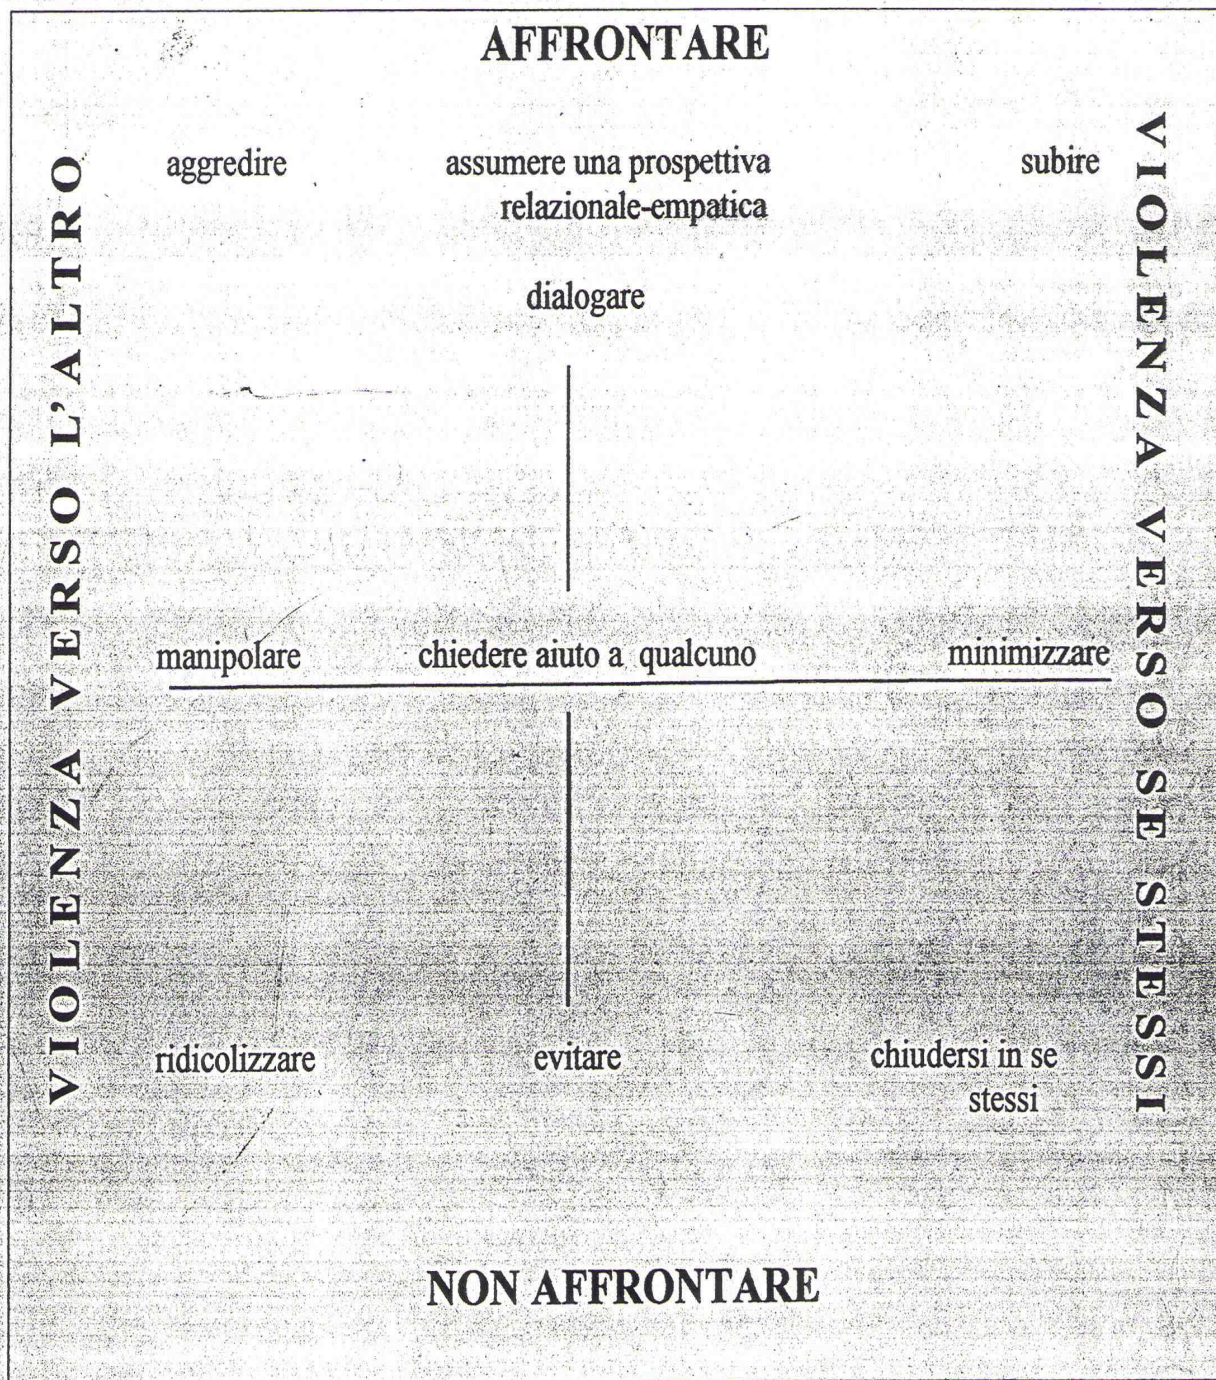 AFFRONTARE
VIOLENZA VERSO L'ALTRO
aggredire
assumere una prospettiva
relazionale-empatica
subire
dialogare
manipolare
chiedere aiuto a qualcuno
minimizzare
ridicolizzare
evitare
chiudersi in se
stessi
VIOLENZA VERSO SE STESSI
NON AFFRONTARE